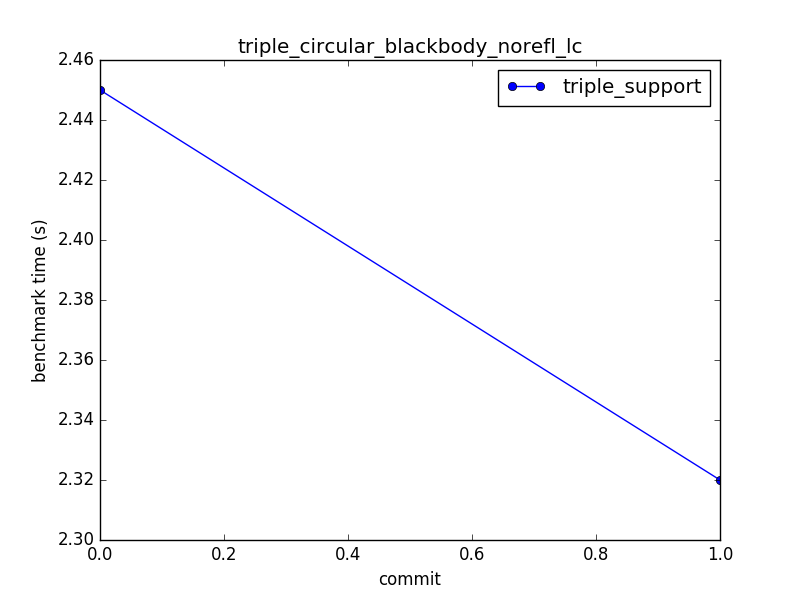 triple_circular_blackbody_norefl_lc
triple_support
2.46
2.44
2.42
2.40
2.38
2.36
2.34
2.32
2.30
benchmark time (s)
0.0 0.2 0.4 0.6 0.8 1.0
commit